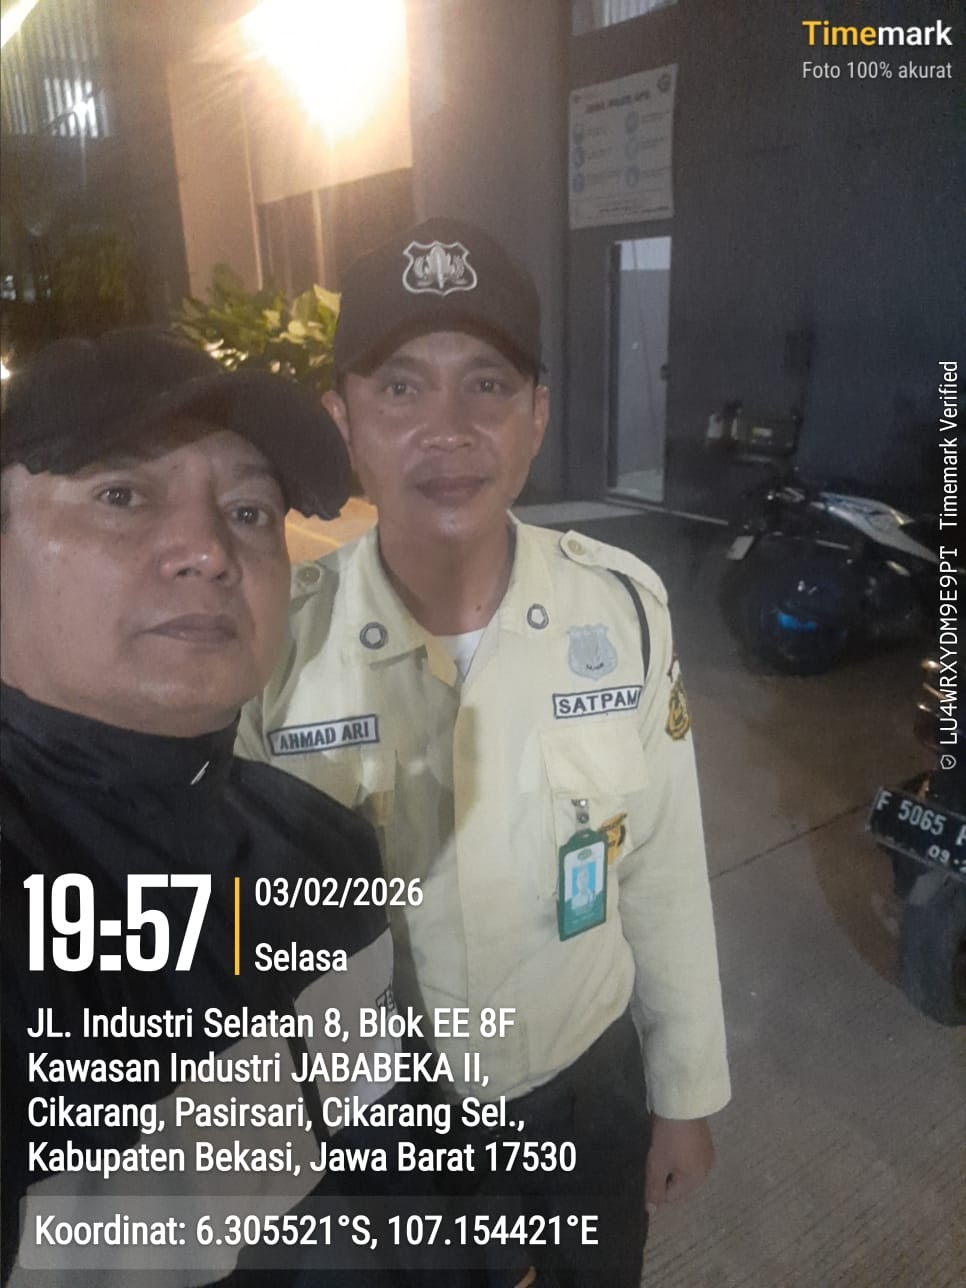 Timemark
Foto 100% akurat
AHMAD ARI
SATPAM
F 5065
09
19:57
03/02/2026
Selasa
JL. Industri Selatan 8, Blok EE 8F
Kawasan Industri JABABEKA II,
Cikarang, Pasirsari, Cikarang Sel.,
Kabupaten Bekasi, Jawa Barat 17530
Koordinat: 6.305521°S, 107.154421°E
LJ4WRXYDM9E9PT Timemark Verified